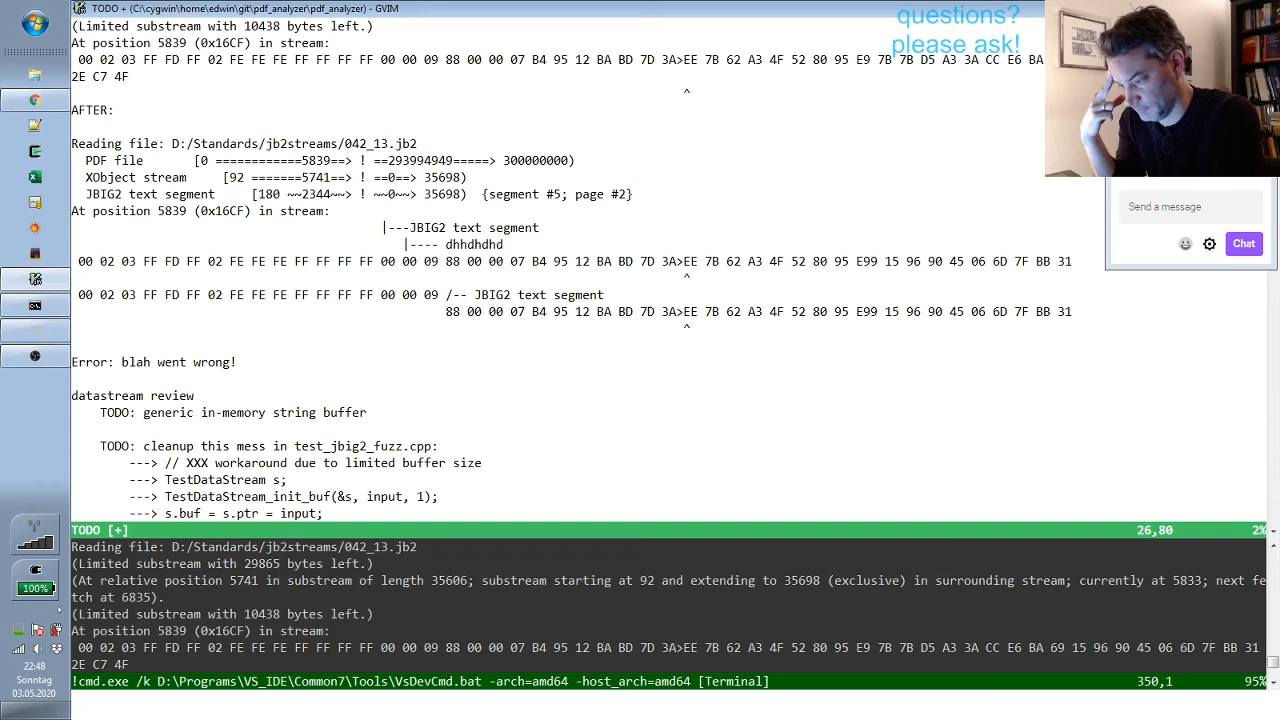 TODO + (C:\cygwin\home\edwin\git\pdf_analyzer\pdf_analyzer) - GVIM
questions?
please ask!
(Limited substream with 10438 bytes left.)
At position 5839 (0x16CF) in stream:
00 02 03 FF FD FF 02 FE FE FE FF FF FF FF 00 00 09 88 00 00 07 B4 95 12 BA BD 7D 3A>EE 7B 62 A3 4F 52 80 95 E9 7B 7B D5 A3 3A CC E6 BA
2E C7 4F
^
AFTER:
Reading file: D:/Standards/jb2streams/042_13.jb2
PDF file [0 ============5839==> ! ==293994949=====> 300000000)
XObject stream [92 ======5741==> ! ==0==> 35698)
JBIG2 text segment [180 ~~2344~~> ! ~~0~~> 35698) {segment #5; page #2}
At position 5839 (0x16CF) in stream:
|---JBIG2 text segment
|---- dhhdhdhd
00 02 03 FF FD FF 02 FE FE FE FF FF FF FF 00 00 09 88 00 00 07 B4 95 12 BA BD 7D 3A>EE 7B 62 A3 4F 52 80 95 E99 15 96 90 45 06 6D 7F BB 31
^
00 02 03 FF FD FF 02 FE FE FE FF FF FF FF 00 00 09 /-- JBIG2 text segment
88 00 00 07 B4 95 12 BA BD 7D 3A>EE 7B 62 A3 4F 52 80 95 E99 15 96 90 45 06 6D 7F BB 31
^
Error: blah went wrong!
datastream review
TODO: generic in-memory string buffer
TODO: cleanup this mess in test_jbig2_fuzz.cpp:
---> // XXX workaround due to limited buffer size
---> TestDataStream s;
---> TestDataStream_init_buf(&s, input, 1);
---> s.buf = s.ptr = input;
TODO [+] 26,80 2%
Reading file: D:/Standards/jb2streams/042_13.jb2
(Limited substream with 29865 bytes left.)
(At relative position 5741 in substream of length 35606; substream starting at 92 and extending to 35698 (exclusive) in surrounding stream; currently at 5833; next fe
tch at 6835).
(Limited substream with 10438 bytes left.)
At position 5839 (0x16CF) in stream:
00 02 03 FF FD FF 02 FE FE FE FF FF FF FF 00 00 09 88 00 00 07 B4 95 12 BA BD 7D 3A>EE 7B 62 A3 4F 52 80 95 E9 7B 7B D5 A3 3A CC E6 BA 69 15 96 90 45 06 6D 7F BB 31
2E C7 4F
!cmd.exe /k D:\Programs\VS_IDE\Common7\Tools\VsDevCmd.bat -arch=amd64 -host_arch=amd64 [Terminal] 350,1 95%
Send a message
Chat
100%
22:48
Sonntag
03.05.2020